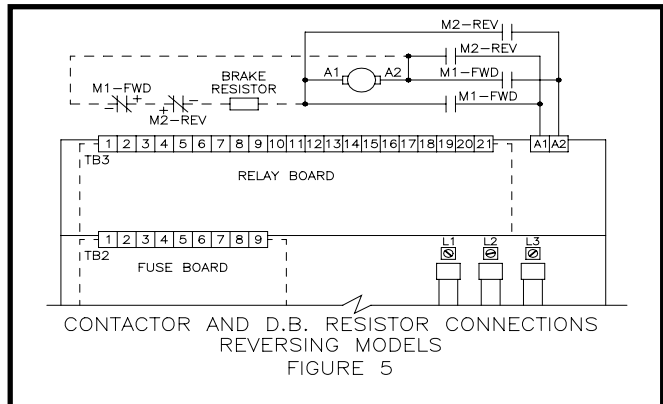 M2-REV
M2-REV
A1 A2
M1-FWD
M1-FWD
BRAKE
RESISTOR
M1-FWD
- +
+ -
M2-REV
1 2 3 4 5 6 7 8 9 10 11 12 13 14 15 16 17 18 19 20 21
A1 A2
TB3
RELAY BOARD
1 2 3 4 5 6 7 8 9
TB2
FUSE BOARD
L1 L2 L3
CONTACTOR AND D.B. RESISTOR CONNECTIONS
REVERSING MODELS
FIGURE 5